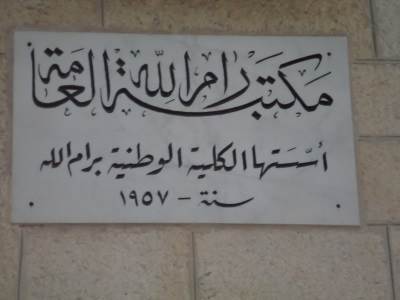 مكتبة رام الله العامة
أسستها الكلية الوطنية برام الله
سنة - ١٩٥٧